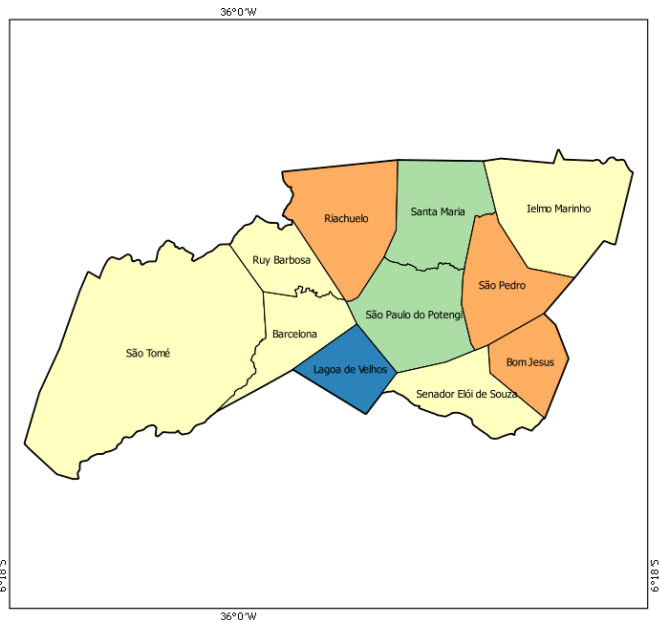 36°0'W
Riachuelo
Santa Maria
Ielmo Marinho
Ruy Barbosa
São Pedro
São Paulo do Potengi
Barcelona
São Tomé
Lagoa de Velhos
Bom Jesus
Senador Elói de Souza
6°18'S
6°18'S
36°0'W